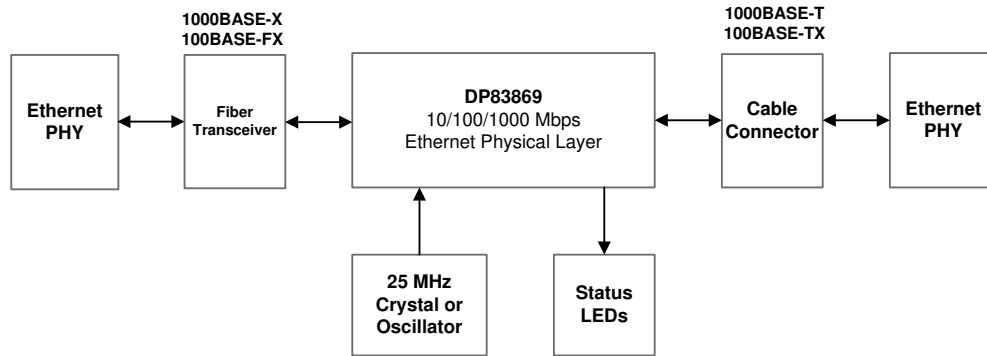 1000BASE-X
100BASE-FX
1000BASE-T
100BASE-TX
Ethernet
PHY
Fiber
Transceiver
DP83869
10/100/1000 Mbps
Ethernet Physical Layer
Cable
Connector
Ethernet
PHY
25 MHz
Crystal or
Oscillator
Status
LEDs